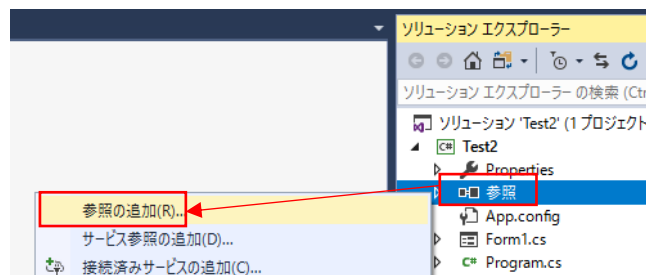 ソリューション エクスプローラー
ソリューション エクスプローラー の検索 (Ctr
ソリューション 'Test2' (1 プロジェクト
C# Test2
Properties
参照
App.config
Form1.cs
C# Program.cs
参照の追加(R)...
サービス参照の追加(D)...
接続済みサービスの追加(C)...